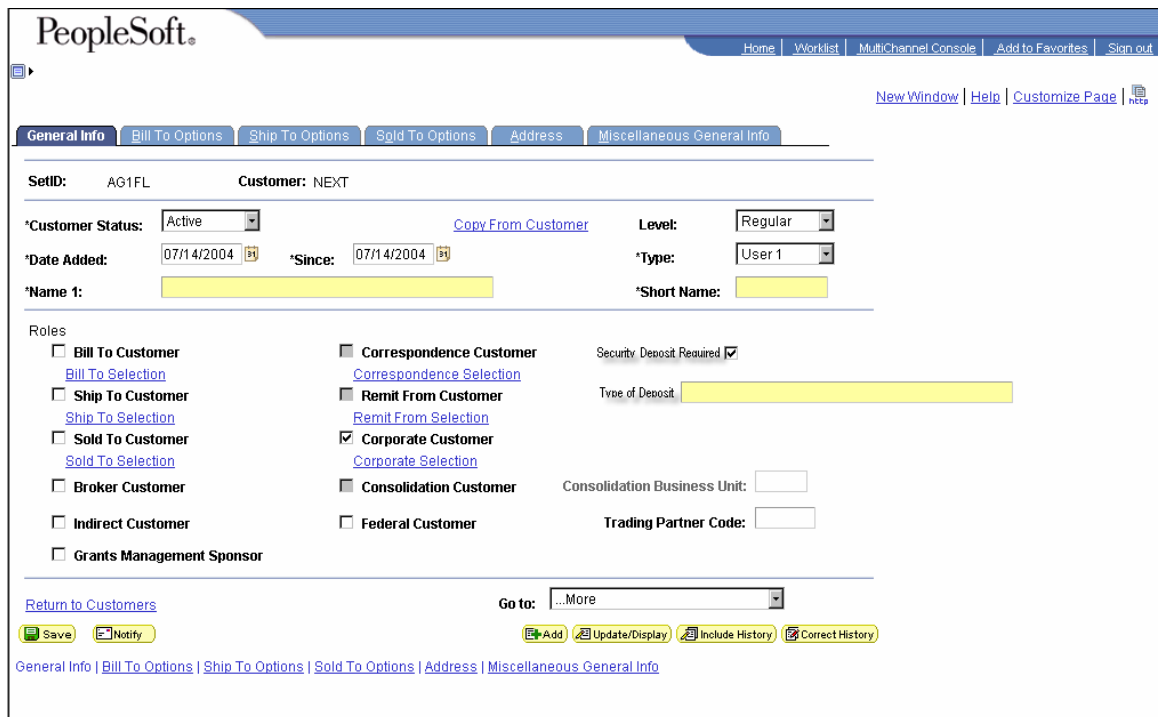 PeopleSoft®
Home | Worklist | MultiChannel Console | Add to Favorites | Sign out
New Window | Help | Customize Page | http
General Info Bill To Options Ship To Options Sold To Options Address Miscellaneous General Info
SetID: AG1FL Customer: NEXT
*Customer Status: Active Copy From Customer Level: Regular
*Date Added: 07/14/2004 31 *Since: 07/14/2004 31 *Type: User 1
*Name 1: *Short Name:
Roles
Bill To Customer Correspondence Customer Security Deposit Required
Bill To Selection Correspondence Selection
Ship To Customer Remit From Customer Type of Deposit
Ship To Selection Remit From Selection
Sold To Customer Corporate Customer
Sold To Selection Corporate Selection
Broker Customer Consolidation Customer Consolidation Business Unit:
Indirect Customer Federal Customer Trading Partner Code:
Grants Management Sponsor
Return to Customers Go to: ...More
Save Notify Add Update/Display Include History Correct History
General Info | Bill To Options | Ship To Options | Sold To Options | Address | Miscellaneous General Info